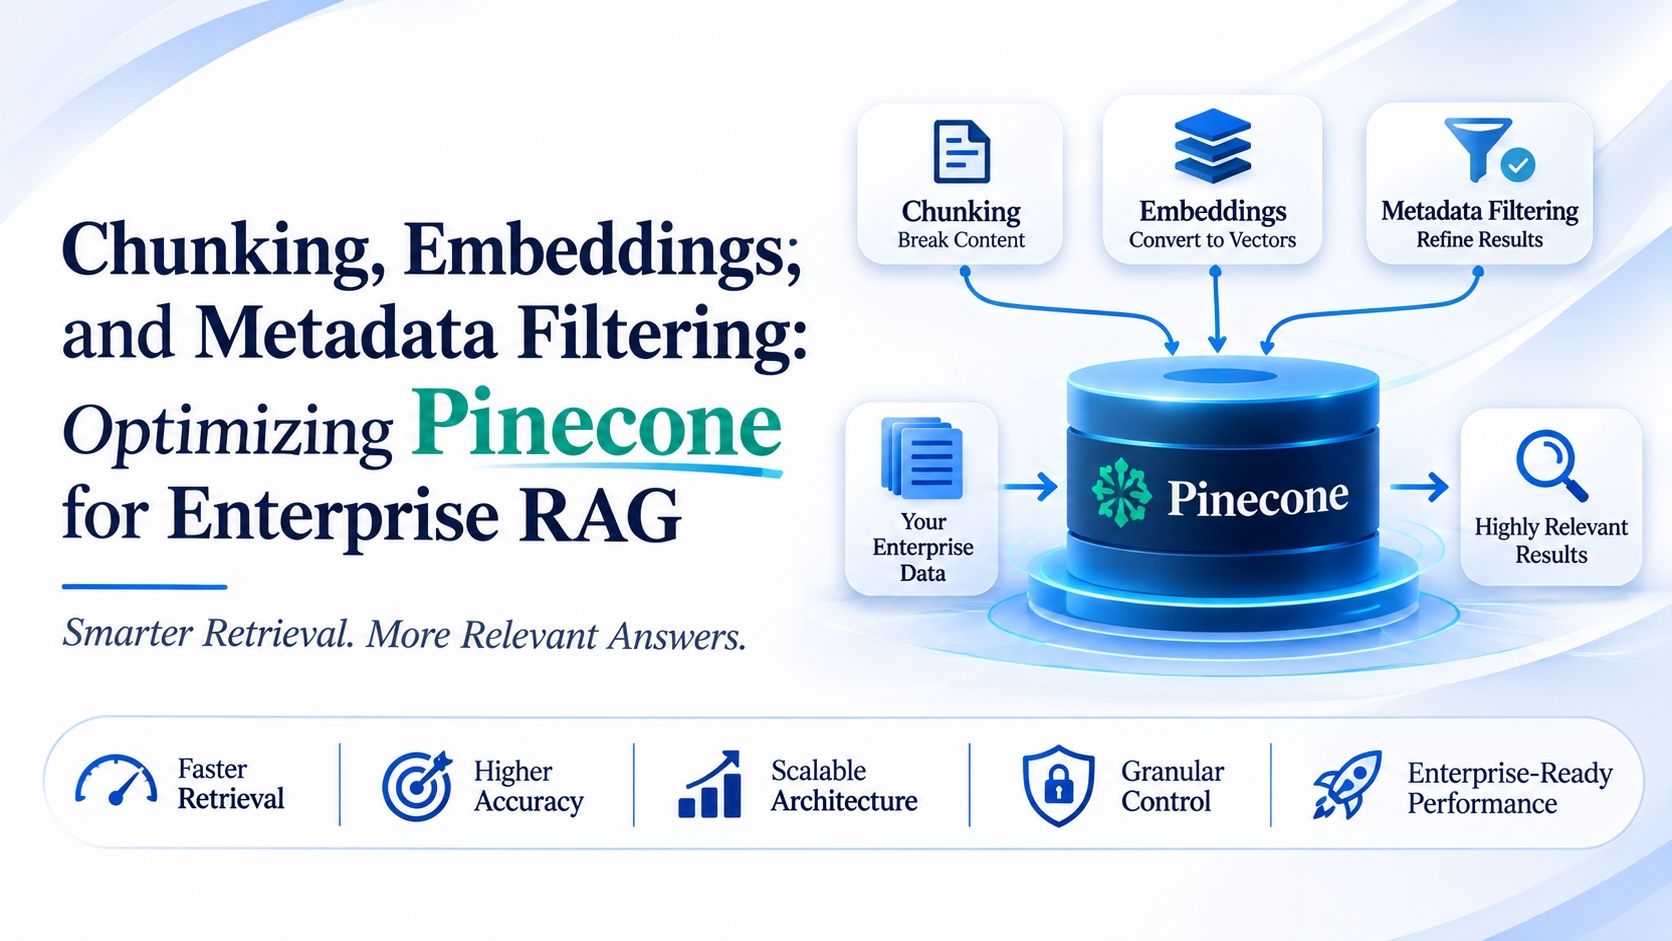 Chunking, Embeddings;
and Metadata Filtering:
Optimizing Pinecone
for Enterprise RAG
Smarter Retrieval. More Relevant Answers.
Chunking
Break Content
Embeddings
Convert to Vectors
Metadata Filtering
Refine Results
Your
Enterprise
Data
Pinecone
Highly Relevant
Results
Faster
Retrieval
Higher
Accuracy
Scalable
Architecture
Granular
Control
Enterprise-Ready
Performance